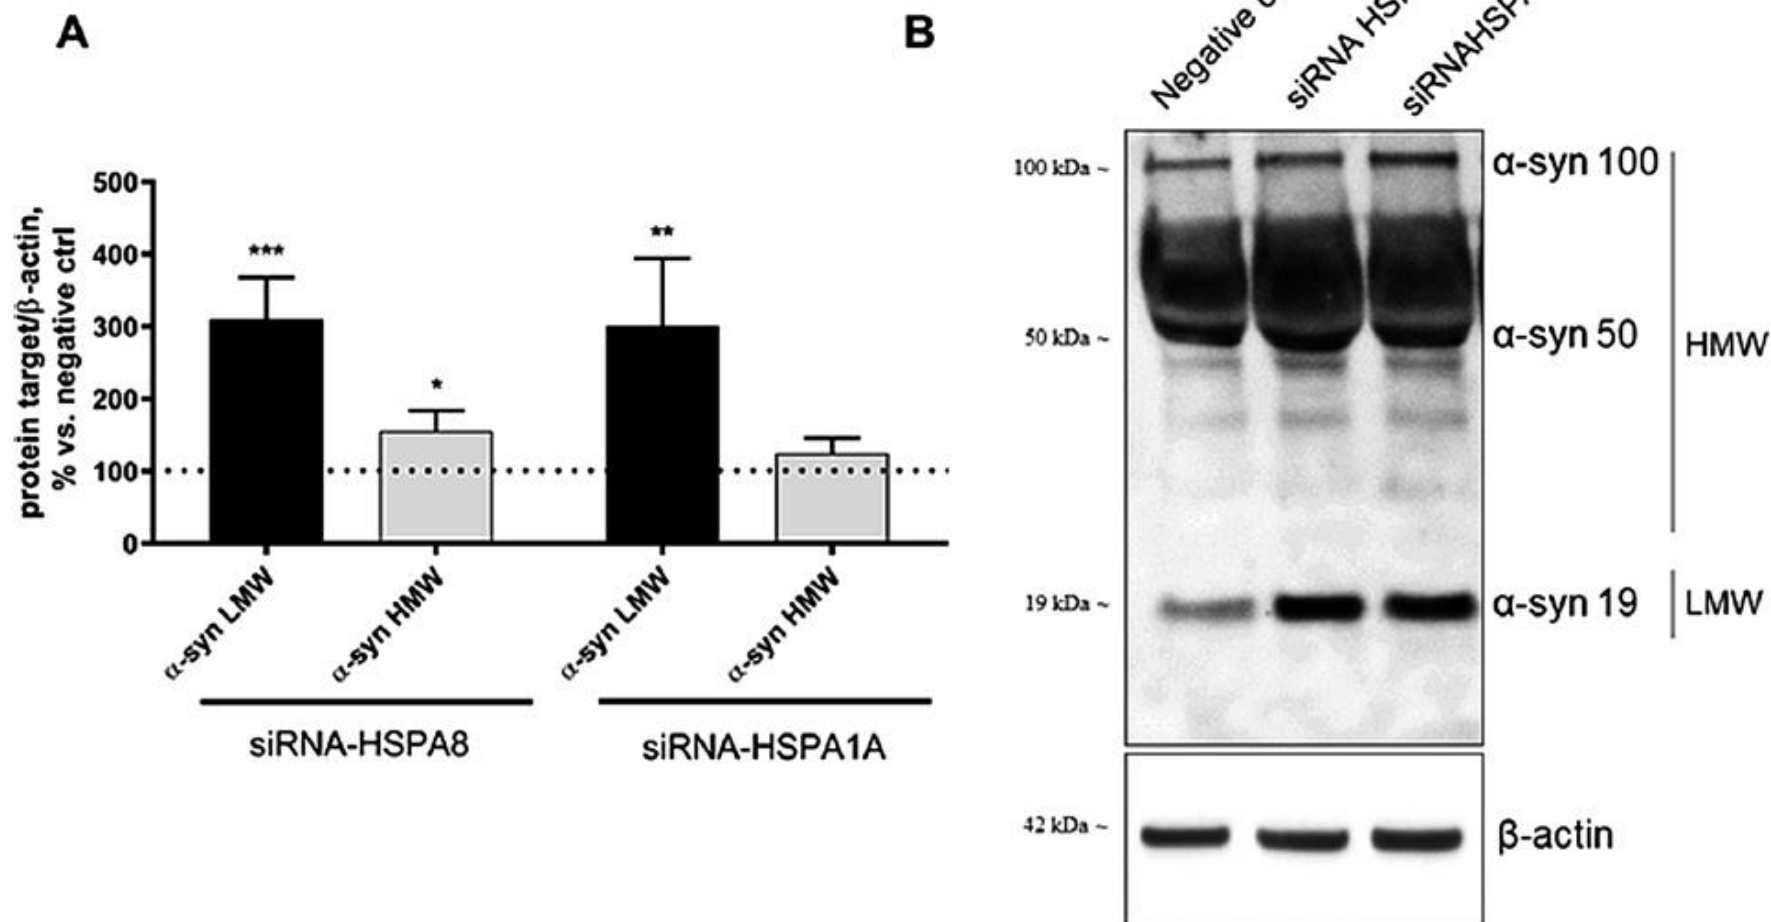 A
protein target/β-actin,
% vs. negative ctrl
500
400
300
200
100
0
***
*
**
α-syn LMW
α-syn HMW
α-syn LMW
α-syn HMW
siRNA-HSPA8
siRNA-HSPA1A
B
Negative
siRNA
100 kDa ~
α-syn 100
50 kDa ~
α-syn 50
HMW
19 kDa ~
α-syn 19
LMW
42 kDa ~
β-actin